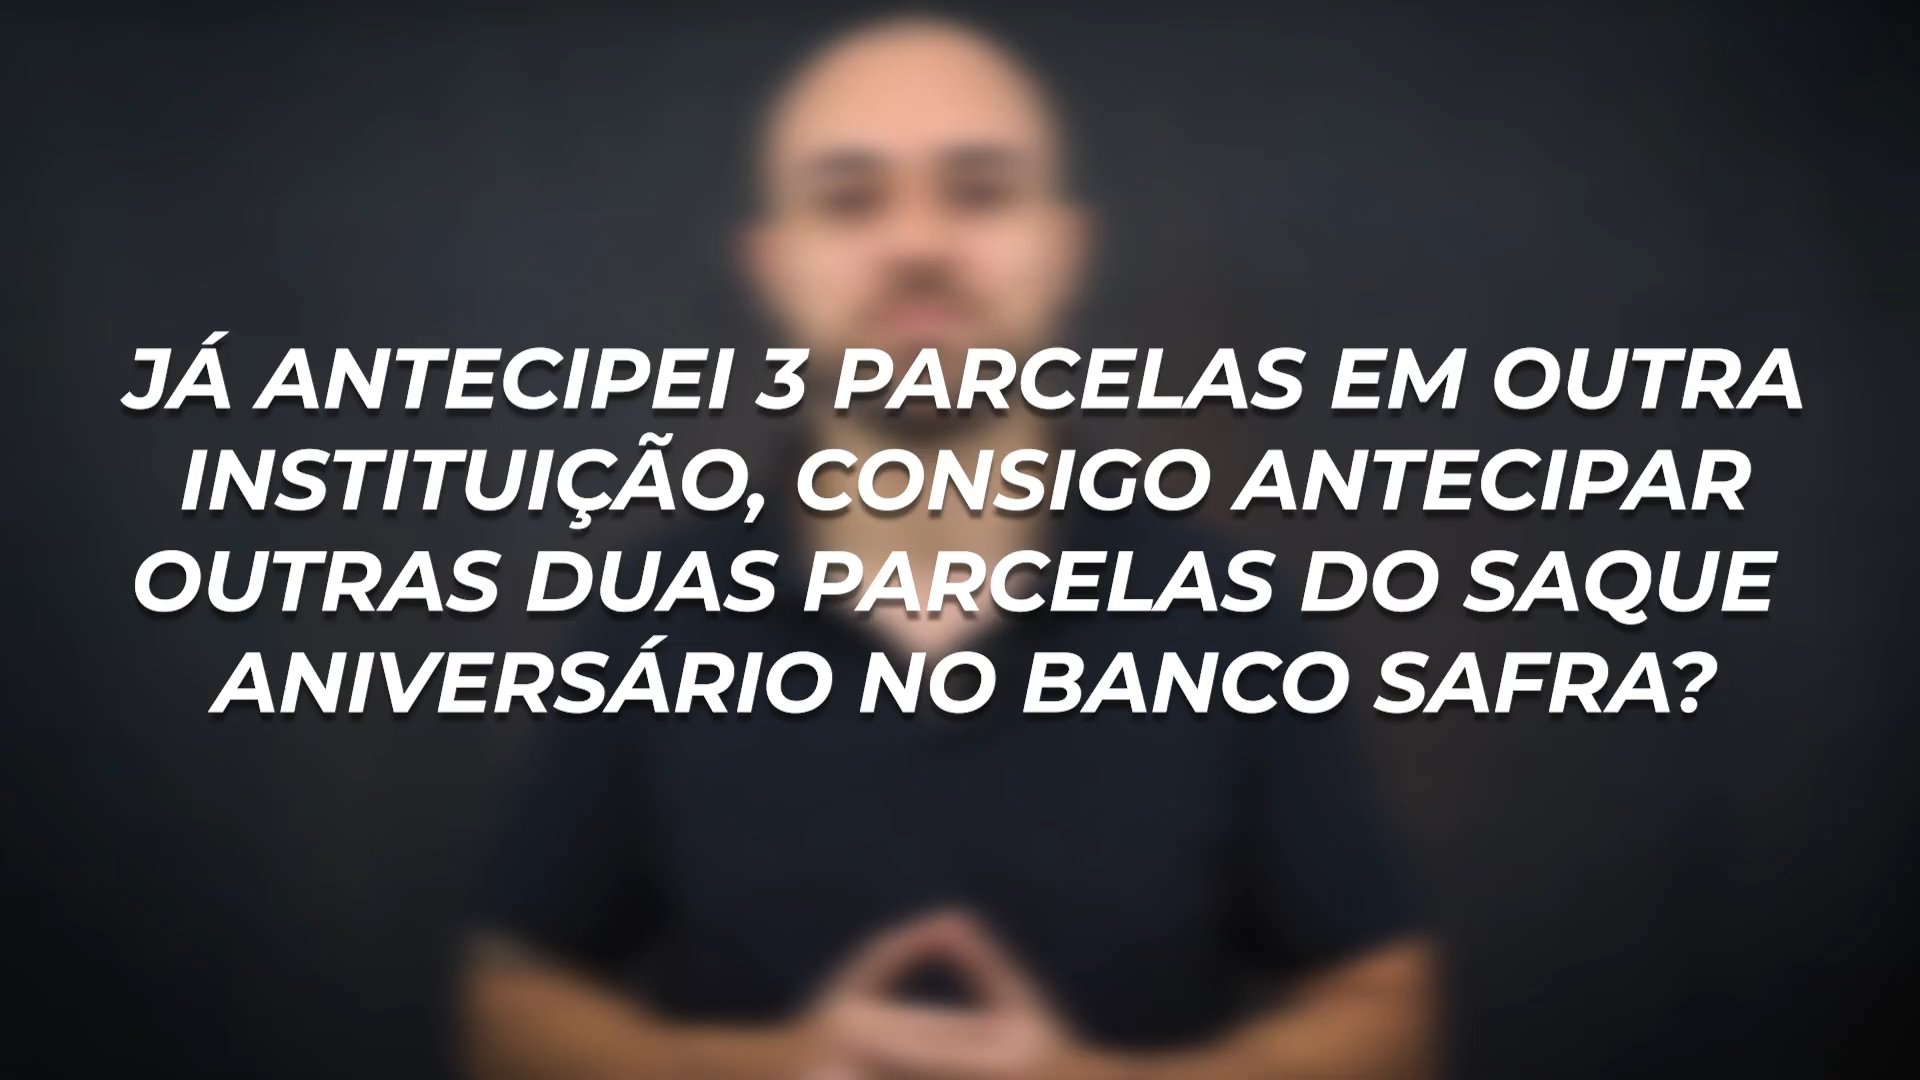 JÁ ANTECIPEI 3 PARCELAS EM OUTRA
INSTITUIÇÃO, CONSIGO ANTECIPAR
OUTRAS DUAS PARCELAS DO SAQUE
ANIVERSÁRIO NO BANCO SAFRA?